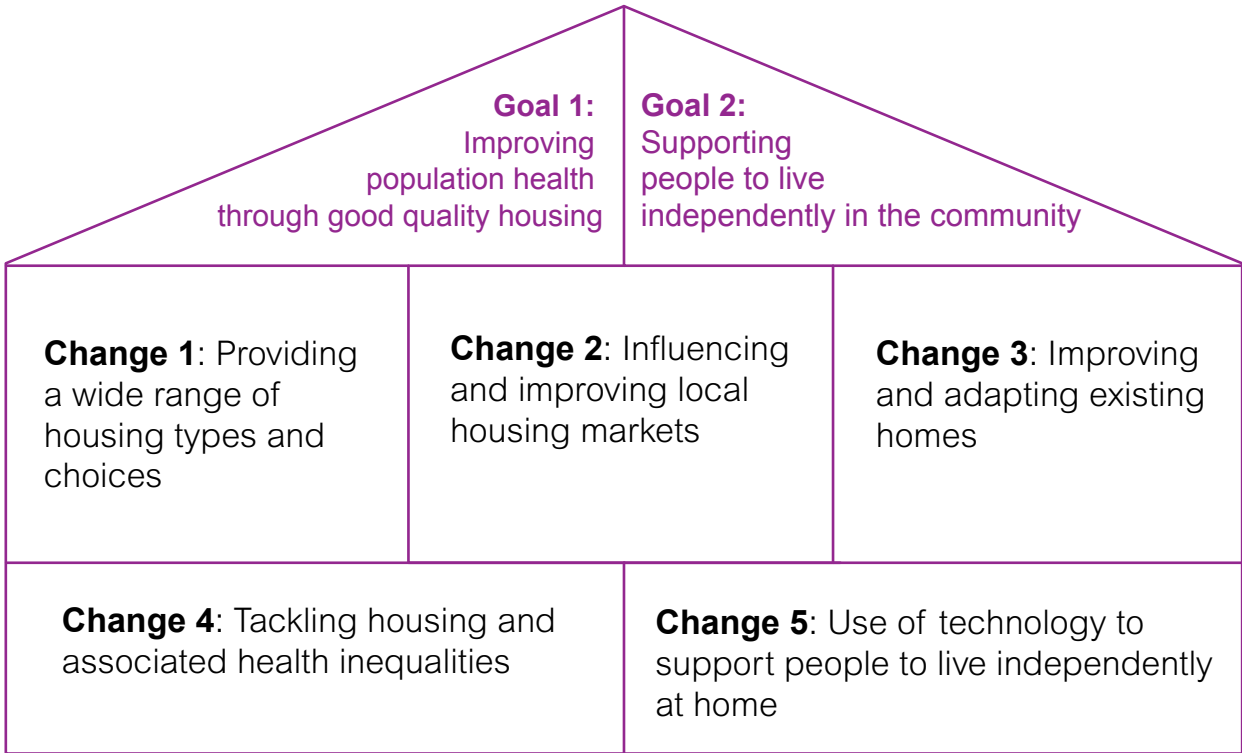 Goal 1:
Improving
population health
through good quality housing
Goal 2:
Supporting
people to live
independently in the community
Change 1: Providing
a wide range of
housing types and
choices
Change 2: Influencing
and improving local
housing markets
Change 3: Improving
and adapting existing
homes
Change 4: Tackling housing and
associated health inequalities
Change 5: Use of technology to
support people to live independently
at home